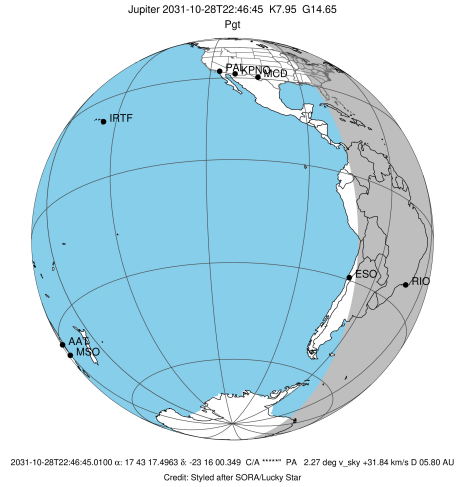 Jupiter 2031-10-28T22:46:45  K7.95  G14.65
Pgt
PAL KPNO MCD
IRTF
ESO
RIO
AAT
MSO
2031-10-28T22:46:45.0100 α: 17 43 17.4963 δ: -23 16 00.349  C/A *****"  PA  2.27 deg v_sky +31.84 km/s D 05.80 AU
Credit: Styled after SORA/Lucky Star